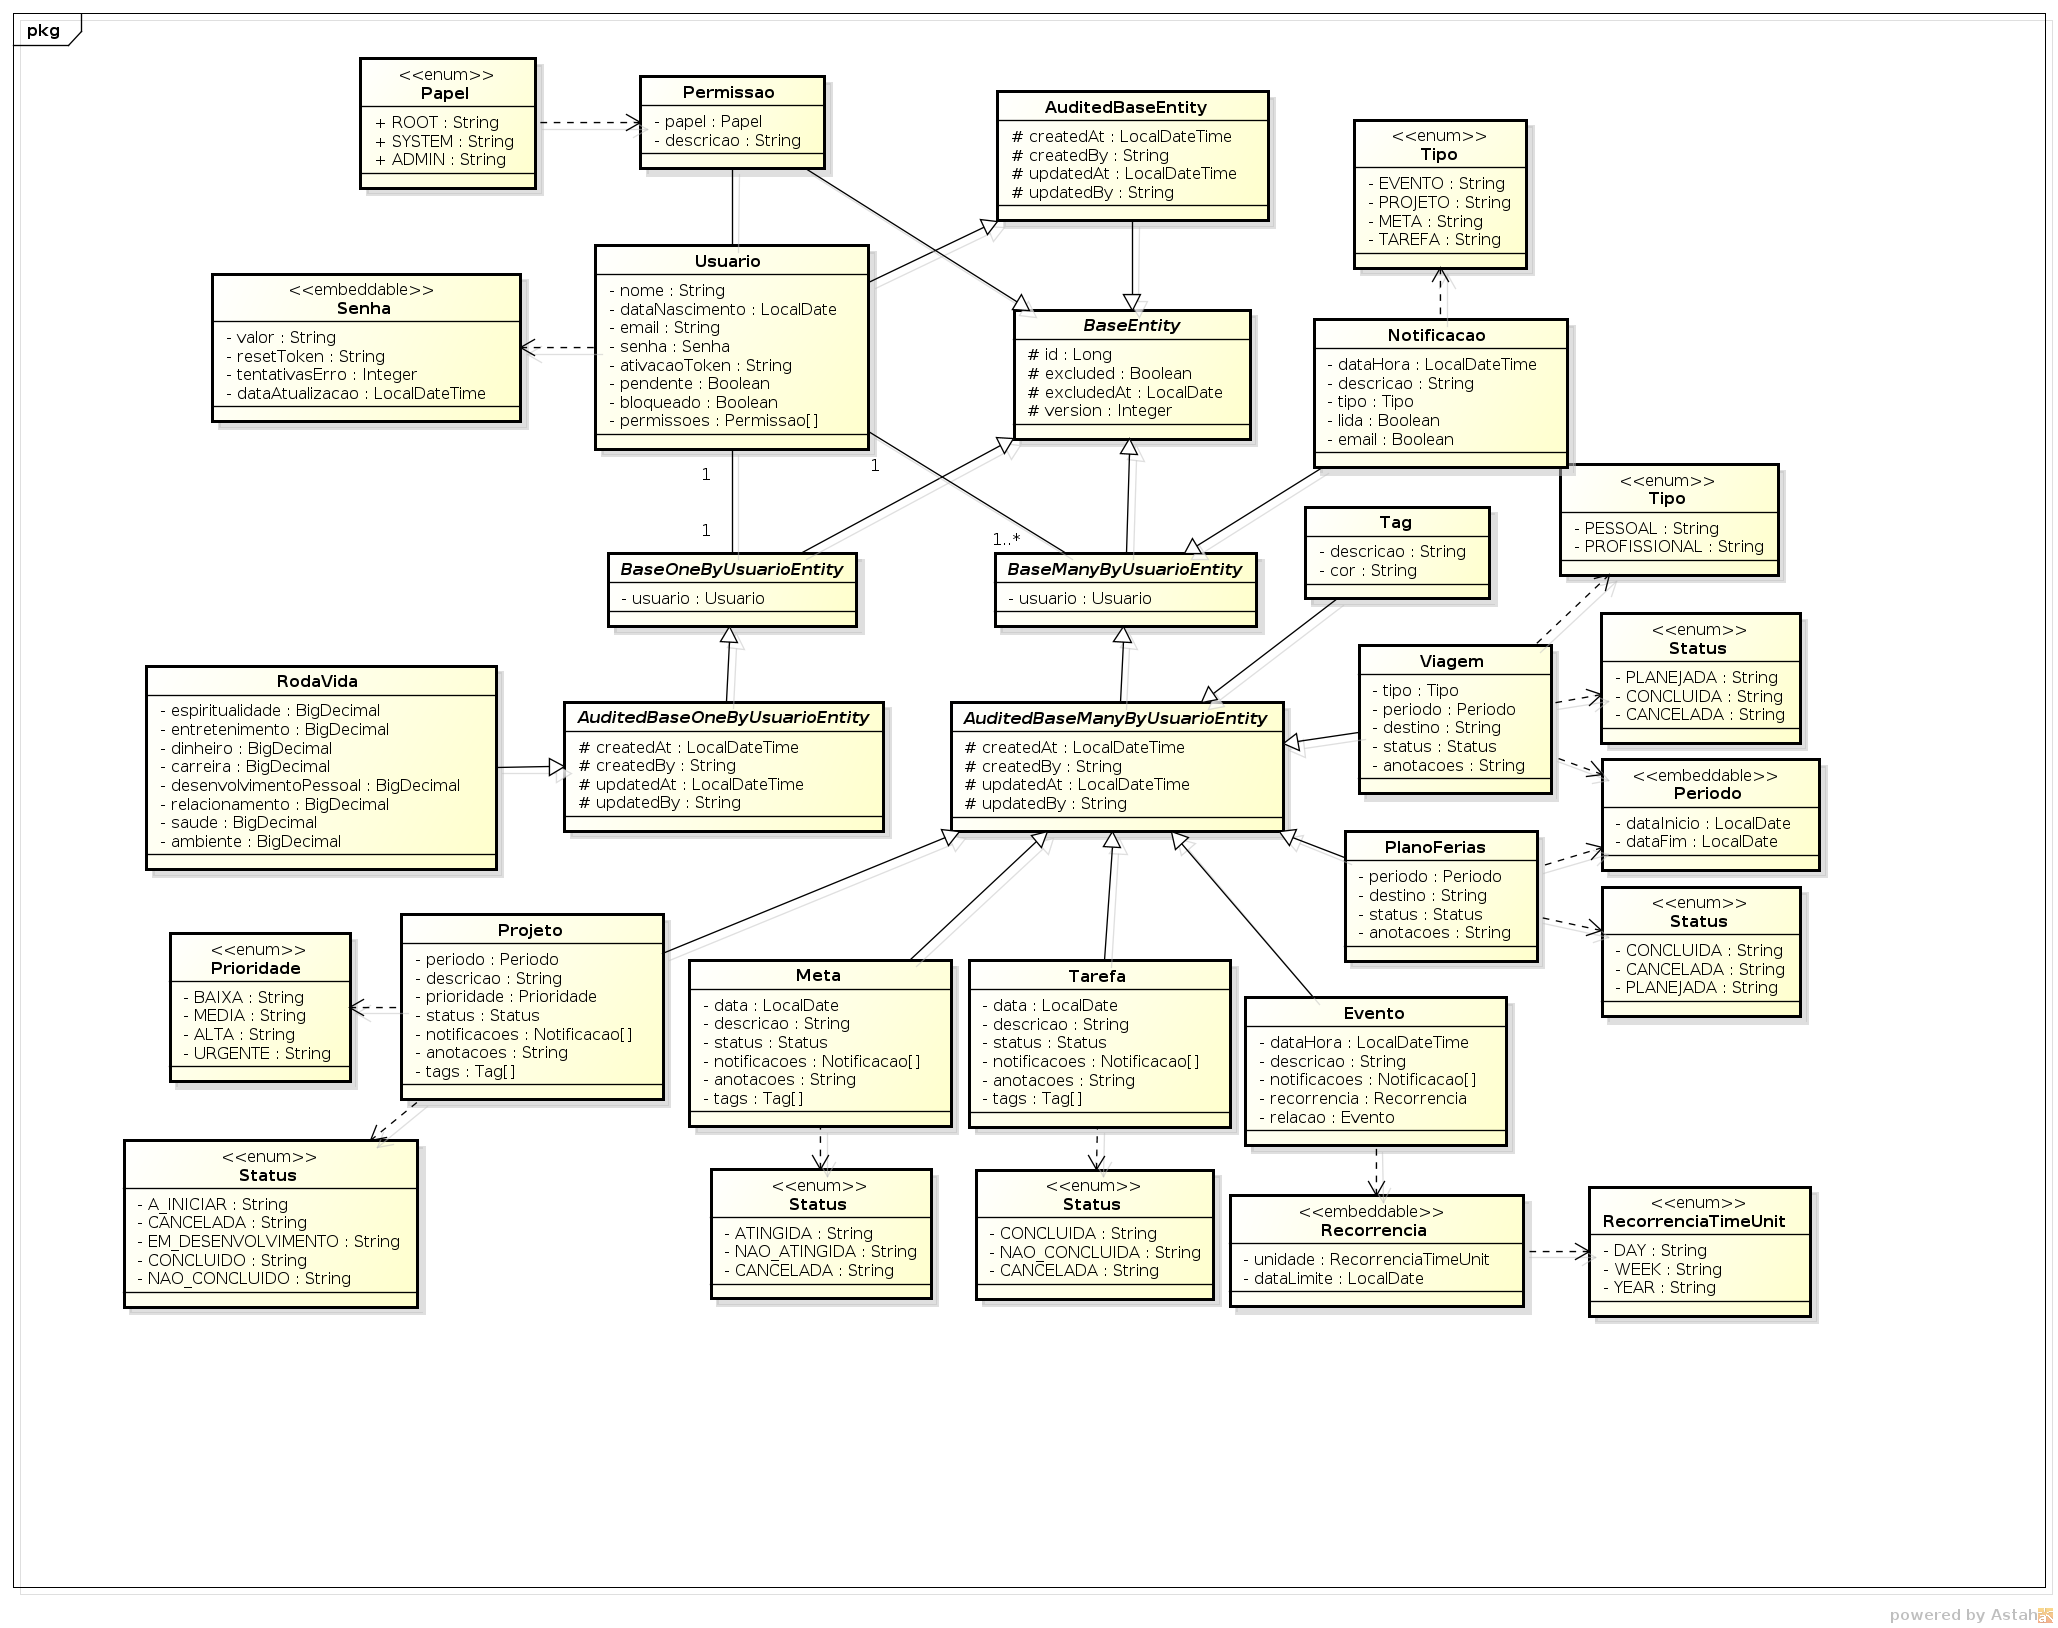 pkg
<<enum>>
Papel
+ ROOT : String
+ SYSTEM : String
+ ADMIN : String
Permissao
- papel : Papel
- descricao : String
AuditedBaseEntity
# createdAt : LocalDateTime
# createdBy : String
# updatedAt : LocalDateTime
# updatedBy : String
<<enum>>
Tipo
- EVENTO : String
- PROJETO : String
- META : String
- TAREFA : String
<<embeddable>>
Senha
- valor : String
- resetToken : String
- tentativasErro : Integer
- dataAtualizacao : LocalDateTime
Usuario
- nome : String
- dataNascimento : LocalDate
- email : String
- senha : Senha
- ativacaoToken : String
- pendente : Boolean
- bloqueado : Boolean
- permissoes : Permissao[]
BaseEntity
# id : Long
# excluded : Boolean
# excludedAt : LocalDate
# version : Integer
Notificacao
- dataHora : LocalDateTime
- descricao : String
- tipo : Tipo
- lida : Boolean
- email : Boolean
1
1
1
1..*
<<enum>>
Tipo
- PESSOAL : String
- PROFISSIONAL : String
Tag
- descricao : String
- cor : String
BaseOneByUsuarioEntity
- usuario : Usuario
BaseManyByUsuarioEntity
- usuario : Usuario
<<enum>>
Status
- PLANEJADA : String
- CONCLUIDA : String
- CANCELADA : String
Viagem
- tipo : Tipo
- periodo : Periodo
- destino : String
- status : Status
- anotacoes : String
RodaVida
- espiritualidade : BigDecimal
- entretenimento : BigDecimal
- dinheiro : BigDecimal
- carreira : BigDecimal
- desenvolvimentoPessoal : BigDecimal
- relacionamento : BigDecimal
- saude : BigDecimal
- ambiente : BigDecimal
AuditedBaseOneByUsuarioEntity
# createdAt : LocalDateTime
# createdBy : String
# updatedAt : LocalDateTime
# updatedBy : String
AuditedBaseManyByUsuarioEntity
# createdAt : LocalDateTime
# createdBy : String
# updatedAt : LocalDateTime
# updatedBy : String
<<embeddable>>
Periodo
- dataInicio : LocalDate
- dataFim : LocalDate
PlanoFerias
- periodo : Periodo
- destino : String
- status : Status
- anotacoes : String
<<enum>>
Status
- CONCLUIDA : String
- CANCELADA : String
- PLANEJADA : String
<<enum>>
Prioridade
- BAIXA : String
- MEDIA : String
- ALTA : String
- URGENTE : String
Projeto
- periodo : Periodo
- descricao : String
- prioridade : Prioridade
- status : Status
- notificacoes : Notificacao[]
- anotacoes : String
- tags : Tag[]
Meta
- data : LocalDate
- descricao : String
- status : Status
- notificacoes : Notificacao[]
- anotacoes : String
- tags : Tag[]
Tarefa
- data : LocalDate
- descricao : String
- status : Status
- notificacoes : Notificacao[]
- anotacoes : String
- tags : Tag[]
Evento
- dataHora : LocalDateTime
- descricao : String
- notificacoes : Notificacao[]
- recorrencia : Recorrencia
- relacao : Evento
<<enum>>
Status
- A_INICIAR : String
- CANCELADA : String
- EM_DESENVOLVIMENTO : String
- CONCLUIDO : String
- NAO_CONCLUIDO : String
<<enum>>
Status
- ATINGIDA : String
- NAO_ATINGIDA : String
- CANCELADA : String
<<enum>>
Status
- CONCLUIDA : String
- NAO_CONCLUIDA : String
- CANCELADA : String
<<embeddable>>
Recorrencia
- unidade : RecorrenciaTimeUnit
- dataLimite : LocalDate
<<enum>>
RecorrenciaTimeUnit
- DAY : String
- WEEK : String
- YEAR : String
powered by Astah